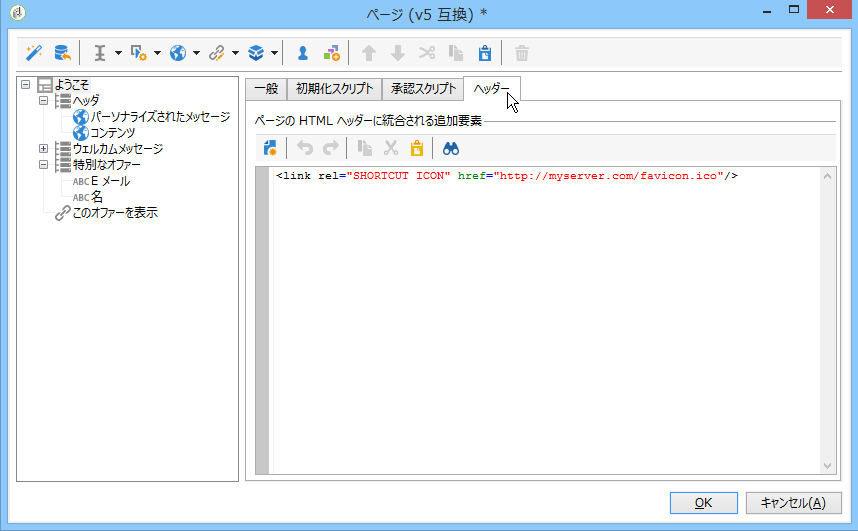 ページ (v5 互換) *
ようこそ
ヘッダ
パーソナライズされたメッセージ
コンテンツ
ウェルカムメッセージ
特別なオファー
ABC E メール
ABC 名
このオファーを表示
一般 初期化スクリプト 承認スクリプト ヘッダー
ページの HTML ヘッダーに統合される追加要素
<link rel="SHORTCUT ICON" href="http://myserver.com/favicon.ico"/>
OK キャンセル(A)